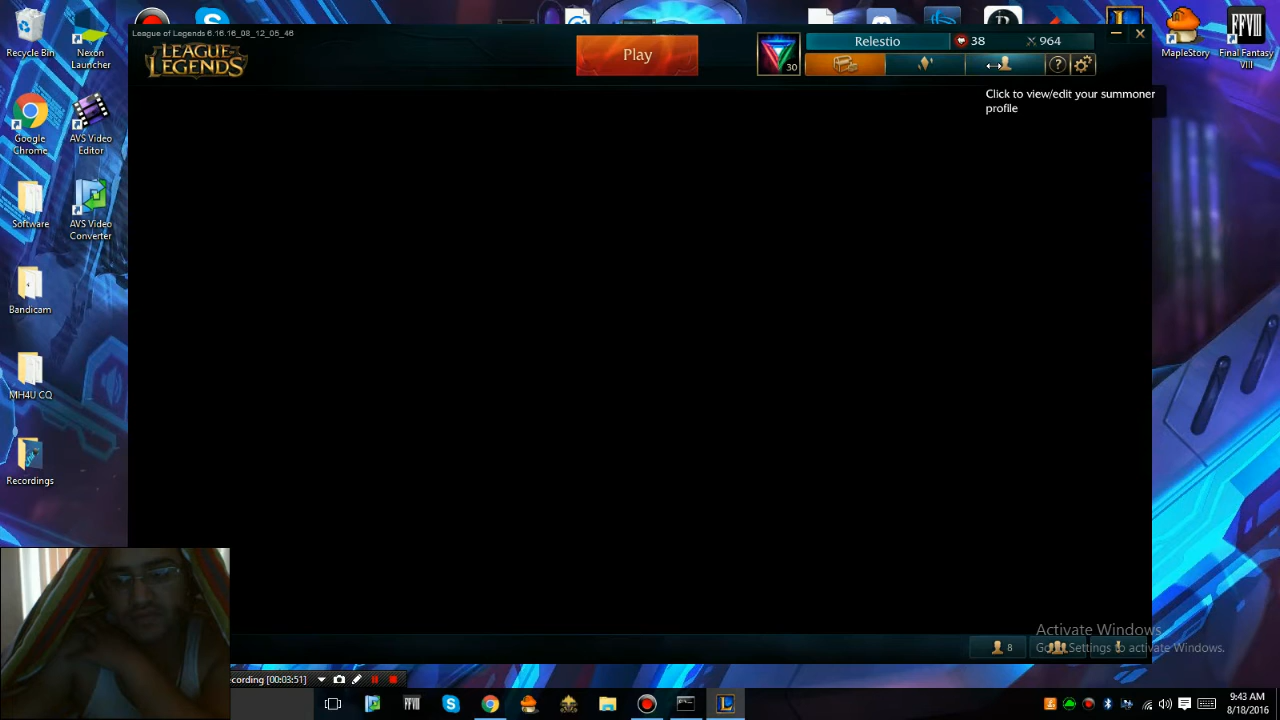 League of Legends 6.16.16_08_12_05_46
LEAGUE OF LEGENDS
Play
30
Relestio
38
964
?
Click to view/edit your summoner
profile
Recycle Bin
Nexon
Launcher
Google
Chrome
AVS Video
Editor
Software
AVS Video
Converter
Bandicam
MH4U CQ
Recordings
MapleStory
FFVIII
Final Fantasy
VIII
8
Activate Windows
Settings to activate Windows.
ecording [00:03:51]
9:43 AM
8/18/2016